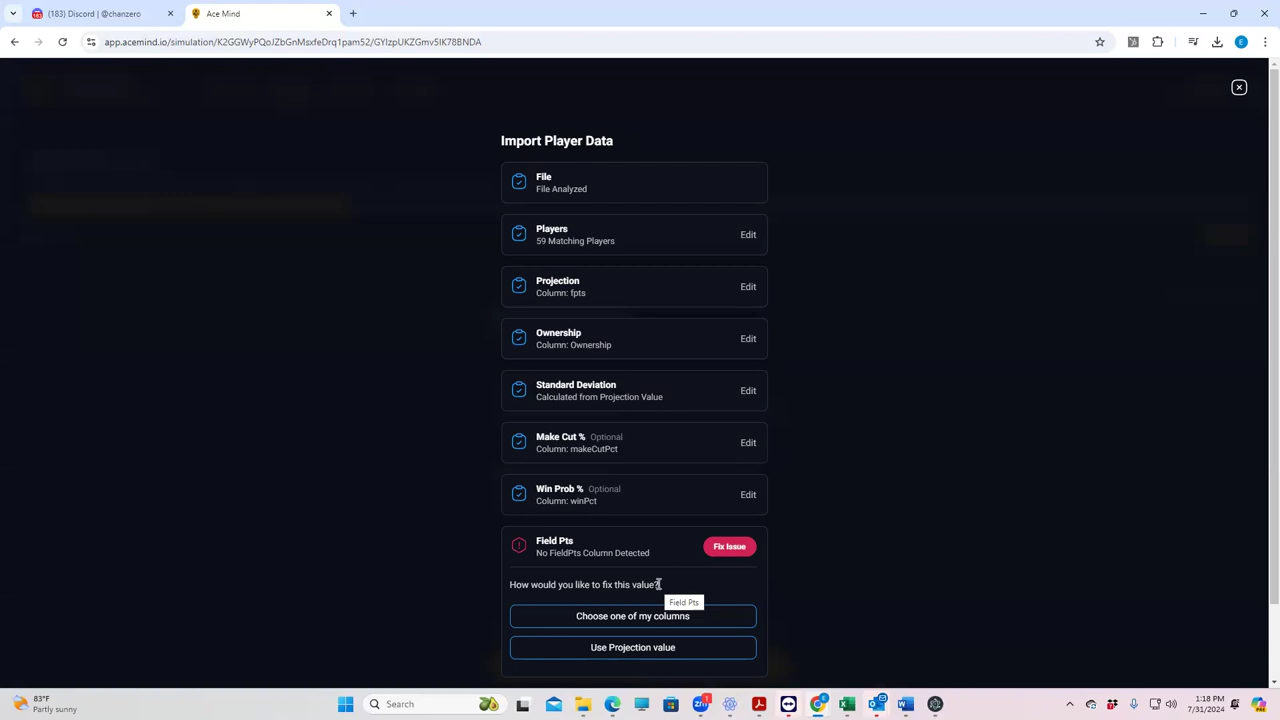 (183) Discord | @chanzero
Ace Mind
app.acemind.io/simulation/K2GGWyPQoJZbGnMsxfeDrq1pam52/GYlzpUKZGmv5IK78BNDA
Import Player Data
File
File Analyzed
Players
59 Matching Players
Edit
Projection
Column: fpts
Edit
Ownership
Column: Ownership
Edit
Standard Deviation
Calculated from Projection Value
Edit
Make Cut % Optional
Column: makeCutPct
Edit
Win Prob % Optional
Column: winPct
Edit
Field Pts
No FieldPts Column Detected
Fix Issue
How would you like to fix this value?
Field Pts
Choose one of my columns
Use Projection value
83°F
Partly sunny
Search
1:18 PM
7/31/2024